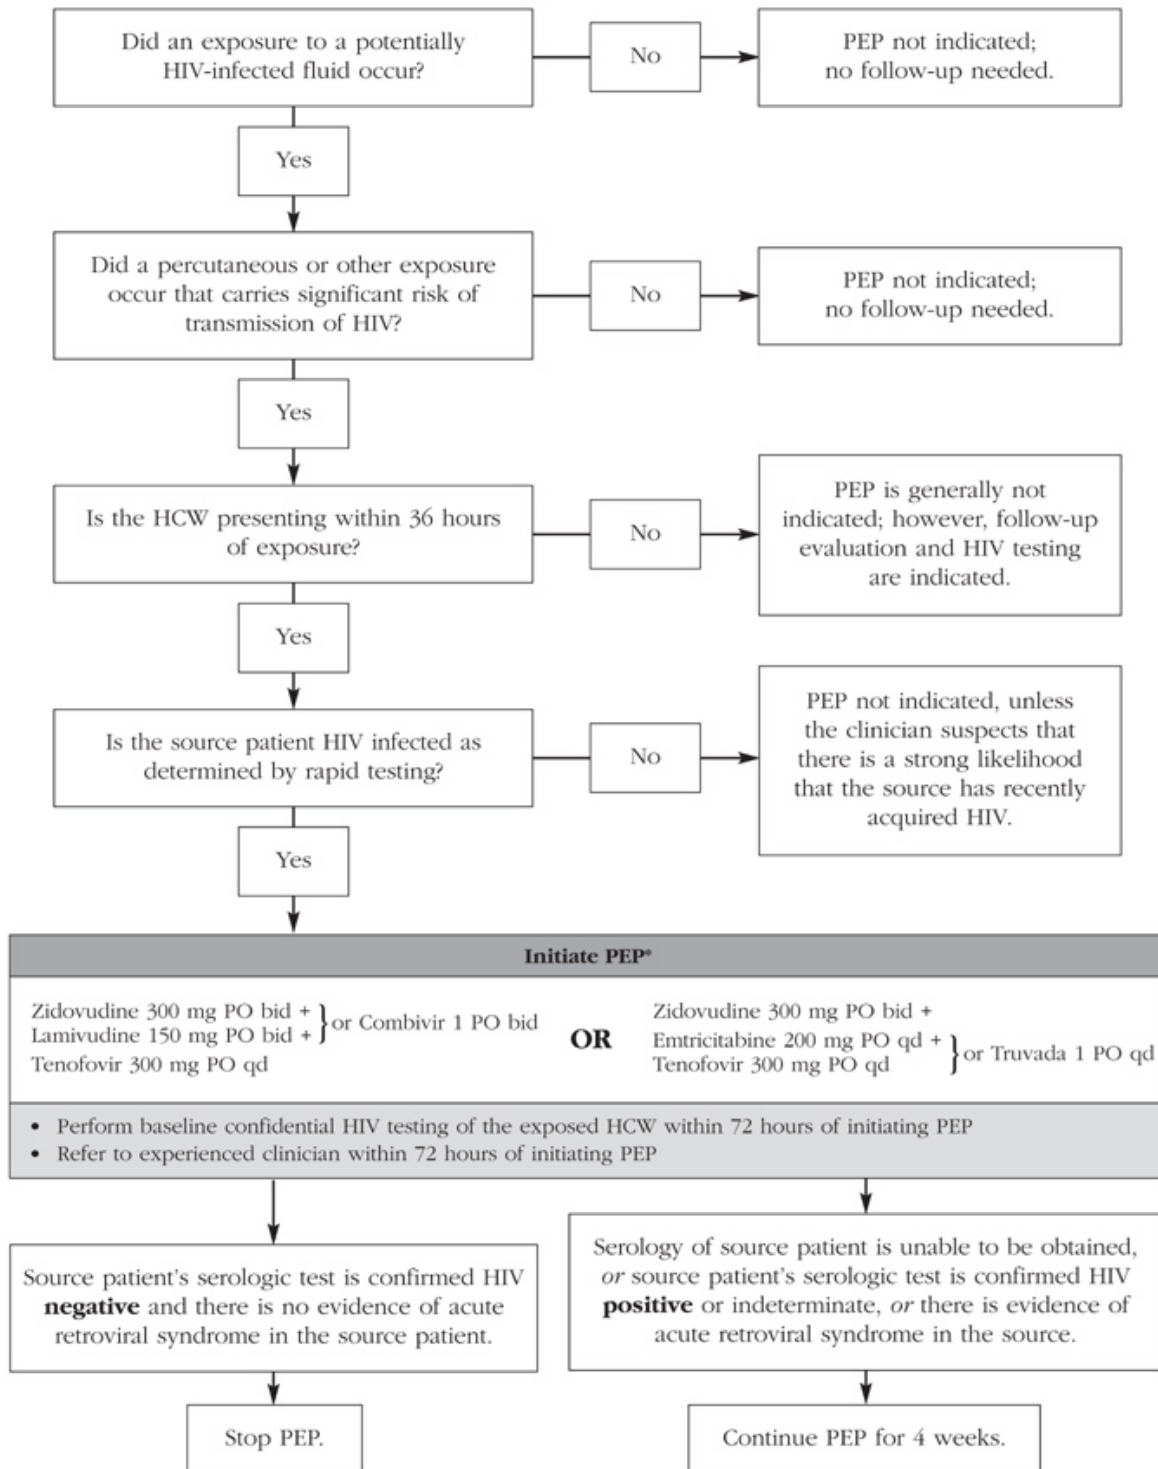 Did an exposure to a potentially
HIV-infected fluid occur?
No
PEP not indicated;
no follow-up needed.
Yes
Did a percutaneous or other exposure
occur that carries significant risk of
transmission of HIV?
No
PEP not indicated;
no follow-up needed.
Yes
Is the HCW presenting within 36 hours
of exposure?
No
PEP is generally not
indicated; however, follow-up
evaluation and HIV testing
are indicated.
Yes
Is the source patient HIV infected as
determined by rapid testing?
No
PEP not indicated, unless
the clinician suspects that
there is a strong likelihood
that the source has recently
acquired HIV.
Yes
Initiate PEP*
Zidovudine 300 mg PO bid +
Lamivudine 150 mg PO bid +
} or Combivir 1 PO bid
Tenofovir 300 mg PO qd
OR
Zidovudine 300 mg PO bid +
Emtricitabine 200 mg PO qd +
Tenofovir 300 mg PO qd
} or Truvada 1 PO qd
• Perform baseline confidential HIV testing of the exposed HCW within 72 hours of initiating PEP
• Refer to experienced clinician within 72 hours of initiating PEP
Source patient's serologic test is confirmed HIV
negative and there is no evidence of acute
retroviral syndrome in the source patient.
Stop PEP.
Serology of source patient is unable to be obtained,
or source patient's serologic test is confirmed HIV
positive or indeterminate, or there is evidence of
acute retroviral syndrome in the source.
Continue PEP for 4 weeks.